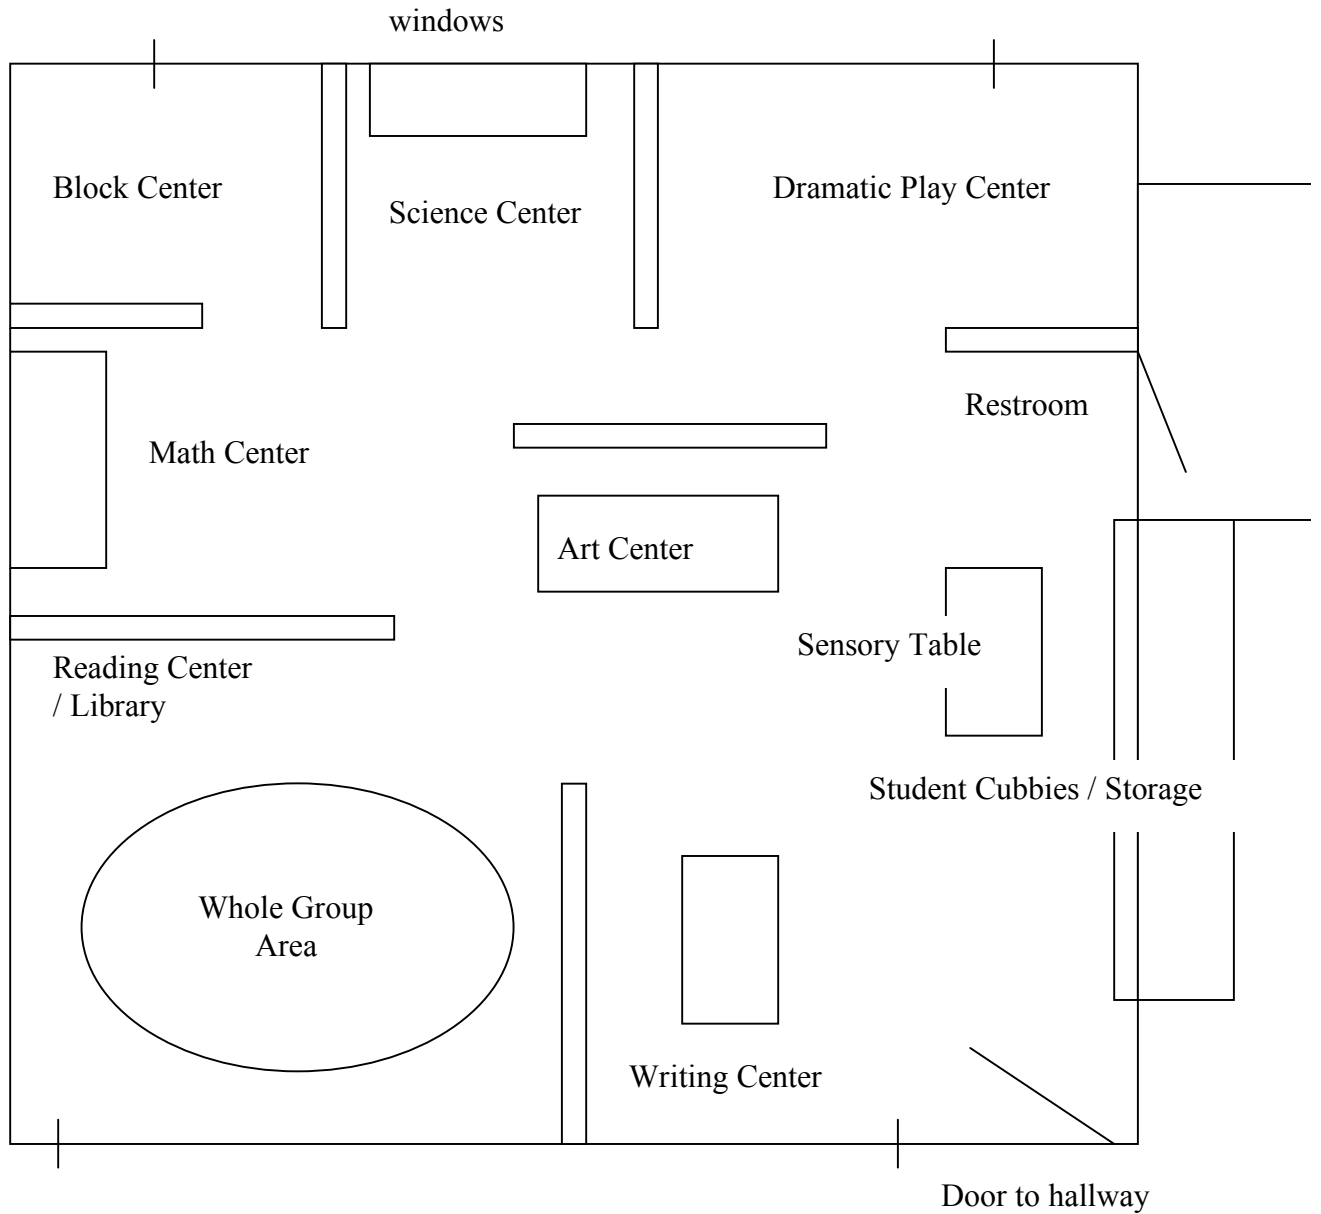 windows
Block Center
Dramatic Play Center
Science Center
Restroom
Math Center
Art Center
Sensory Table
Reading Center
/ Library
Student Cubbies / Storage
Whole Group
Area
Writing Center
Door to hallway